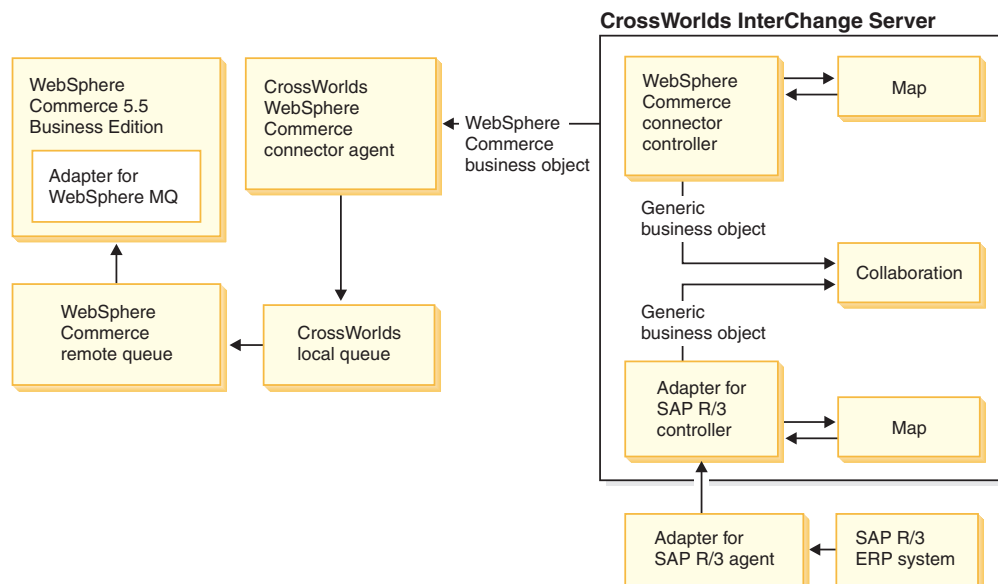 CrossWorlds InterChange Server
WebSphere
Commerce 5.5
Business Edition
Adapter for
WebSphere MQ
CrossWorlds
WebSphere
Commerce
connector agent
WebSphere
Commerce
business object
WebSphere
Commerce
connector
controller
Map
Generic
business object
Collaboration
Generic
business object
WebSphere
Commerce
remote queue
CrossWorlds
local queue
Adapter for
SAP R/3
controller
Map
Adapter for
SAP R/3 agent
SAP R/3
ERP system